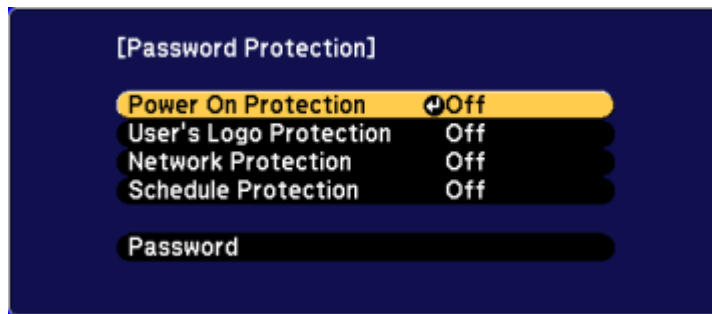 [Password Protection]
Power On Protection Off
User's Logo Protection Off
Network Protection Off
Schedule Protection Off
Password